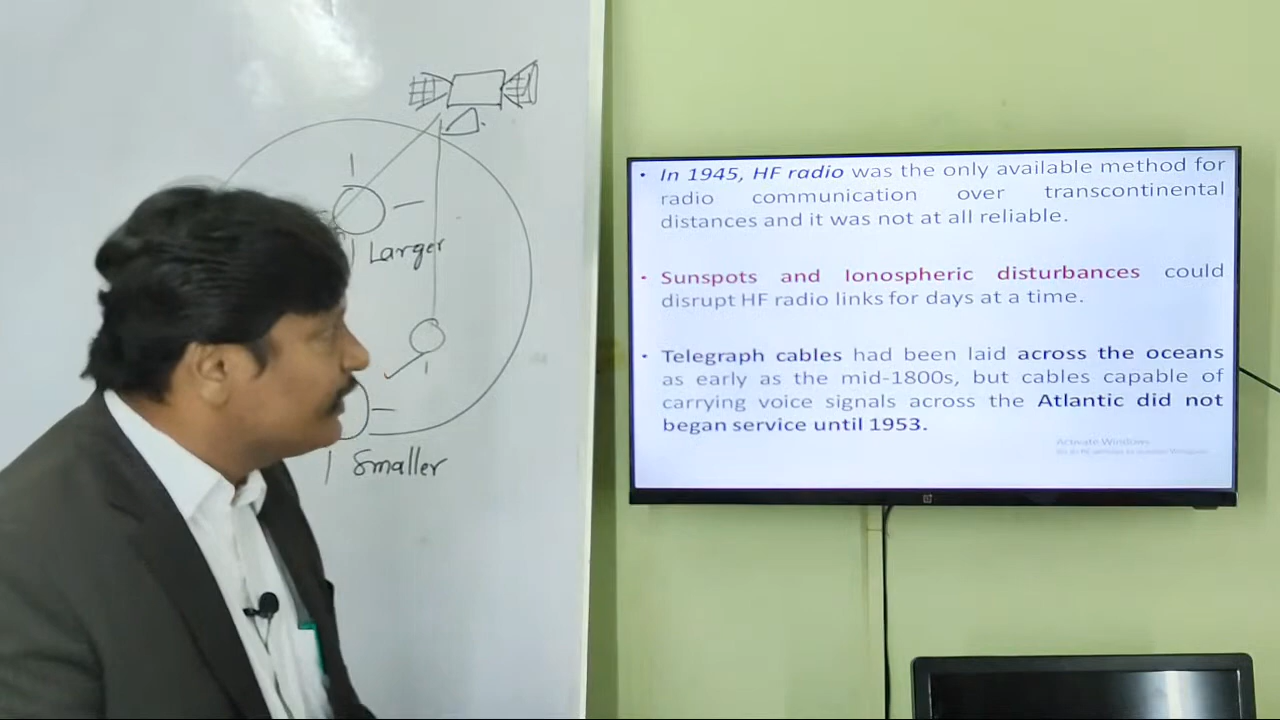 Larger
Smaller
• In 1945, HF radio was the only available method for
radio communication over transcontinental
distances and it was not at all reliable.
• Sunspots and Ionospheric disturbances could
disrupt HF radio links for days at a time.
• Telegraph cables had been laid across the oceans
as early as the mid-1800s, but cables capable of
carrying voice signals across the Atlantic did not
began service until 1953.
Activate Windows